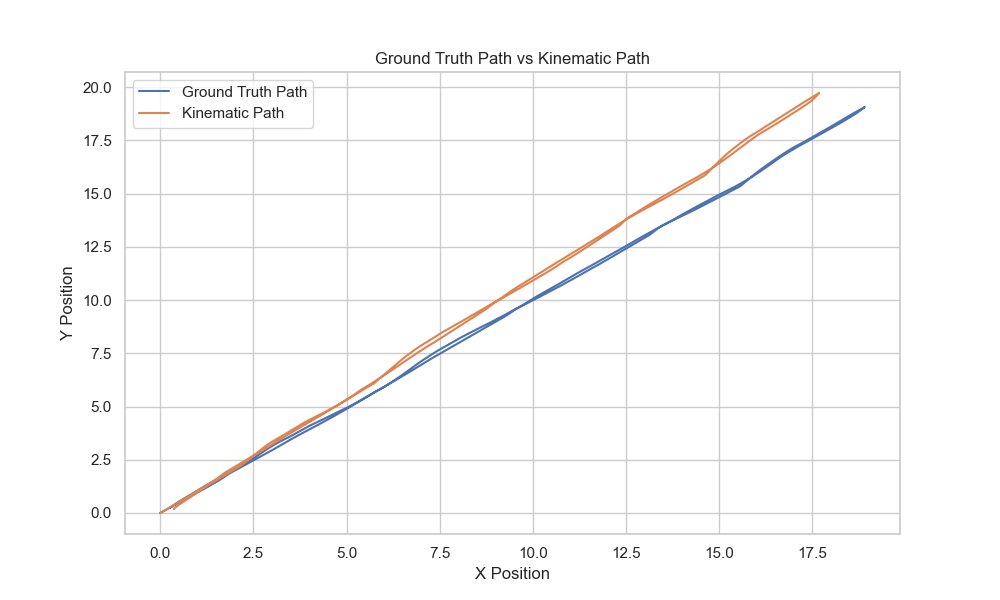 Ground Truth Path vs Kinematic Path
Ground Truth Path
Kinematic Path
Y Position
20.0
17.5
15.0
12.5
10.0
7.5
5.0
2.5
0.0
0.0 2.5 5.0 7.5 10.0 12.5 15.0 17.5
X Position